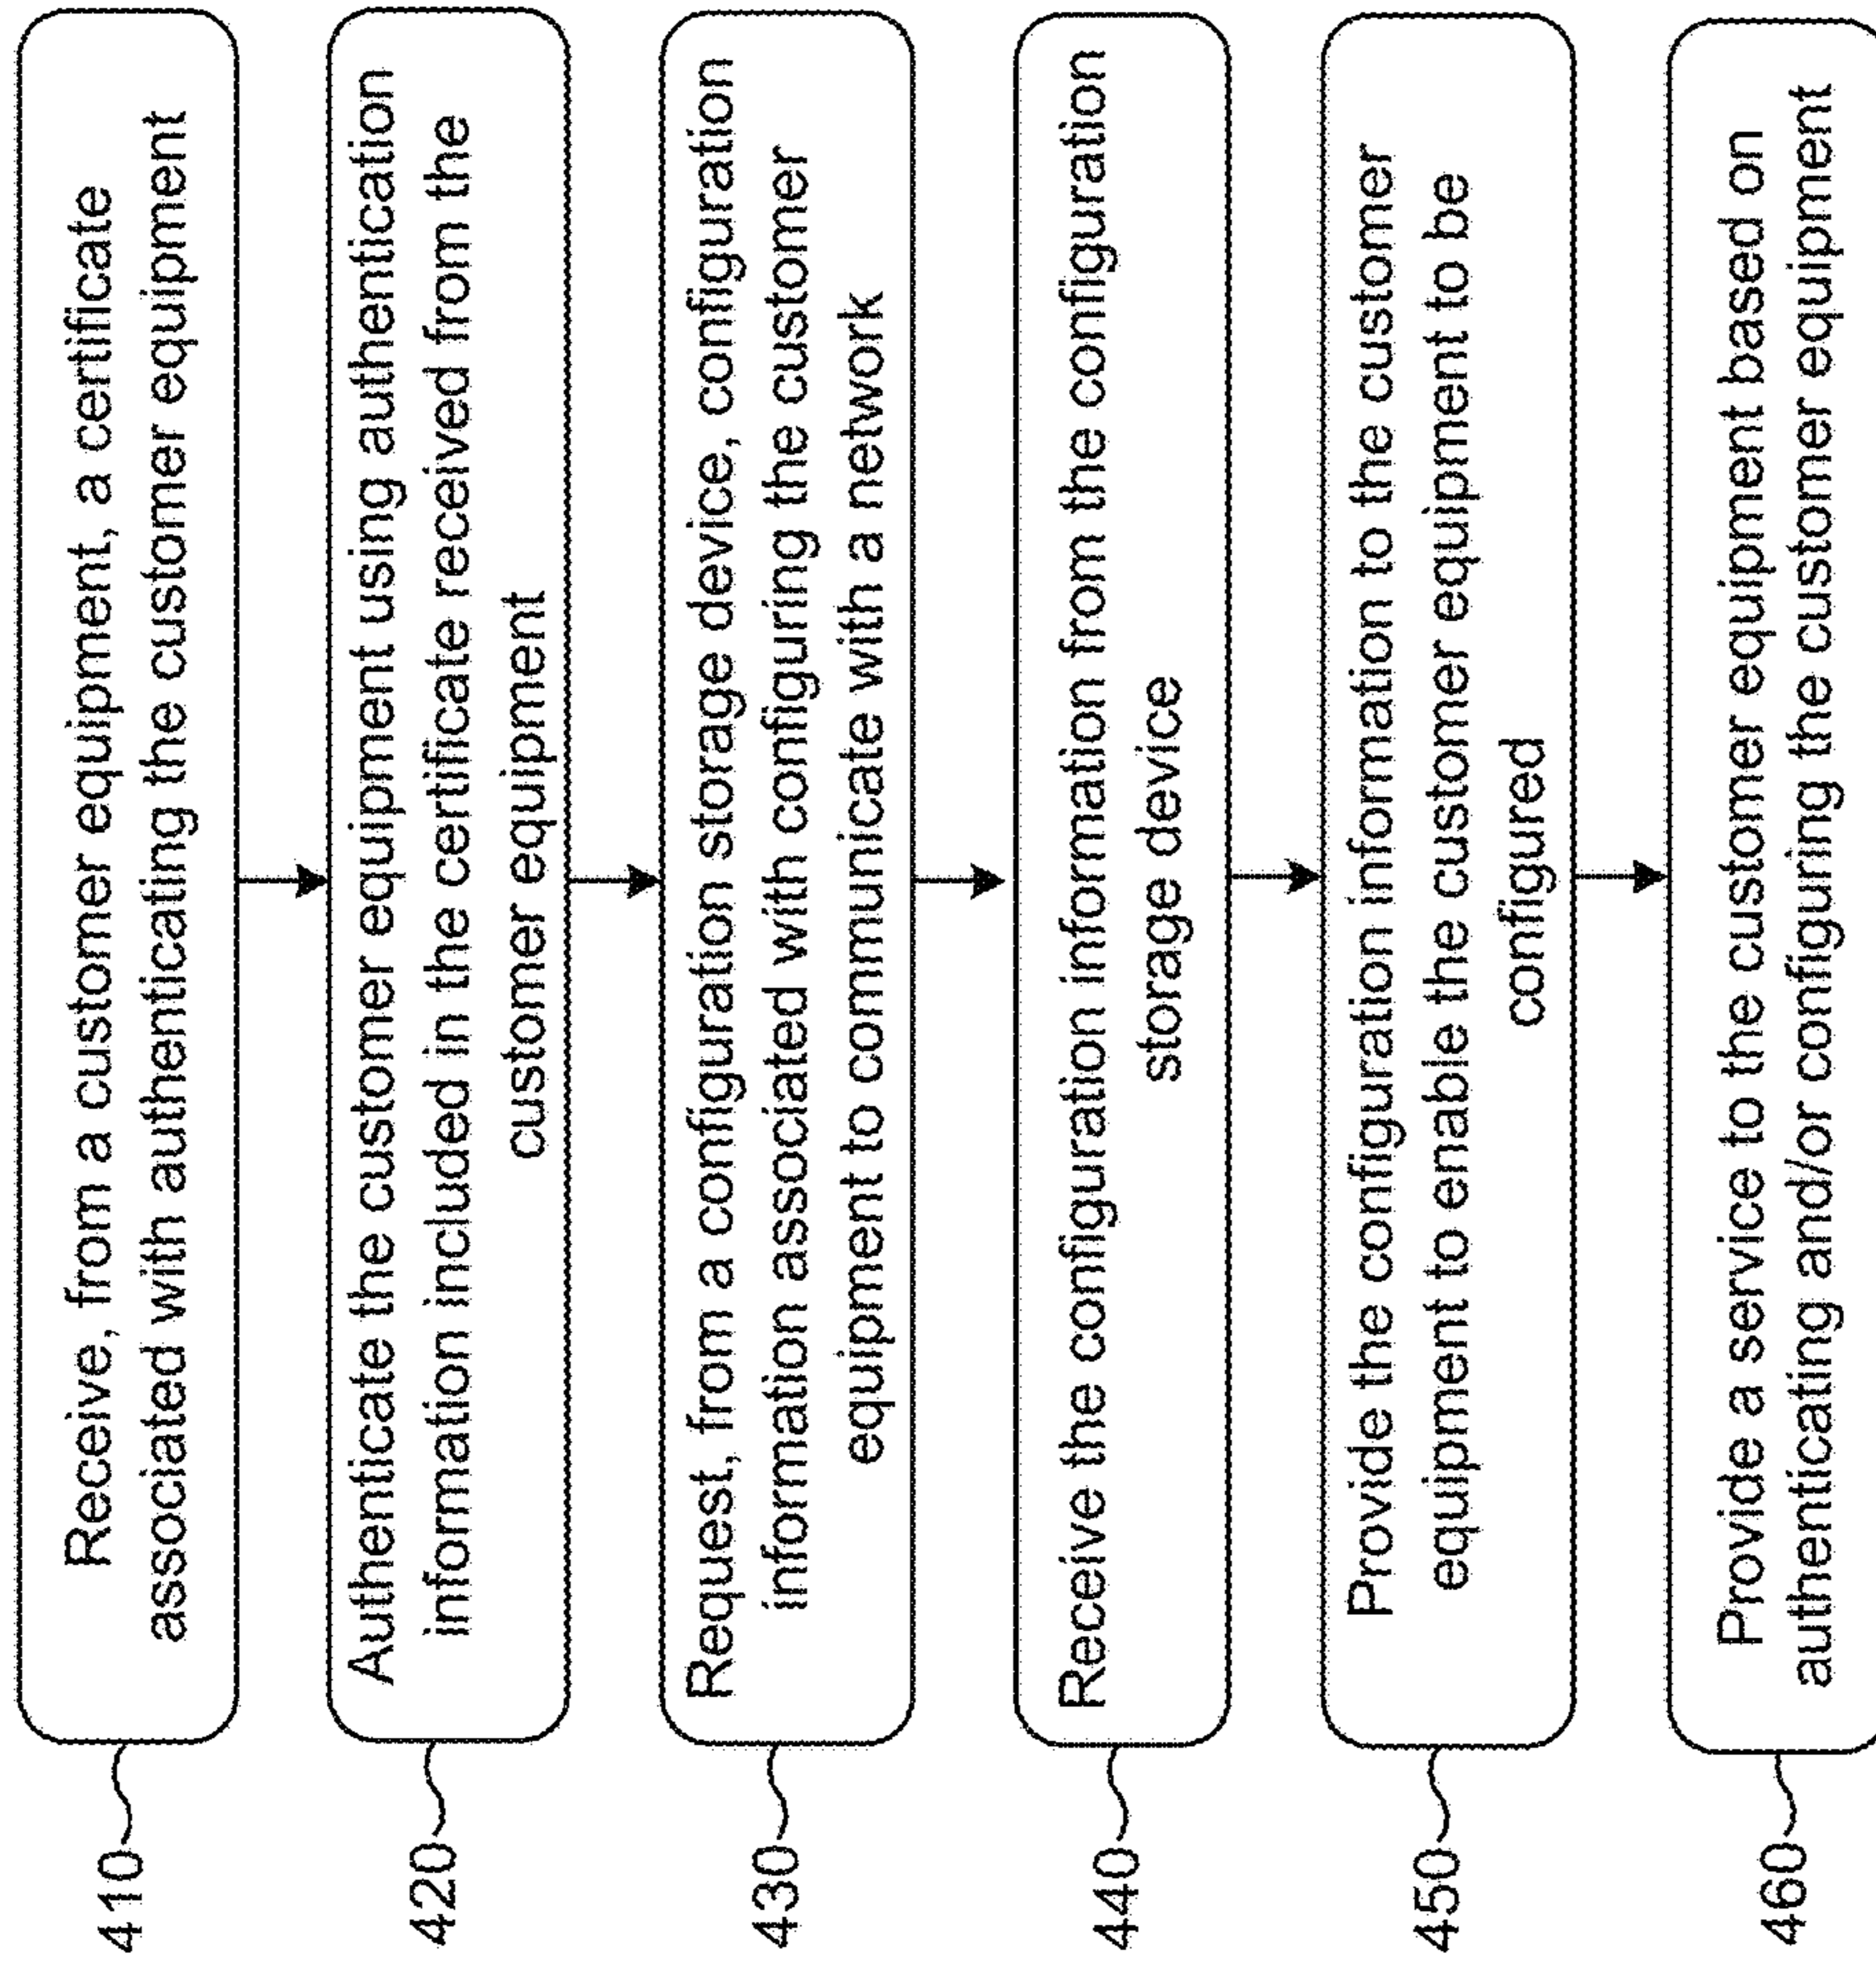 410
Receive, from a customer equipment, a certificate
associated with authenticating the customer equipment
420
Authenticate the customer equipment using authentication
information included in the certificate received from the
customer equipment
430
Request, from a configuration storage device, configuration
information associated with configuring the customer
equipment to communicate with a network
440
Receive the configuration information from the configuration
storage device
450
Provide the configuration information to the customer
equipment to enable the customer equipment to be
configured
460
Provide a service to the customer equipment based on
authenticating and/or configuring the customer equipment